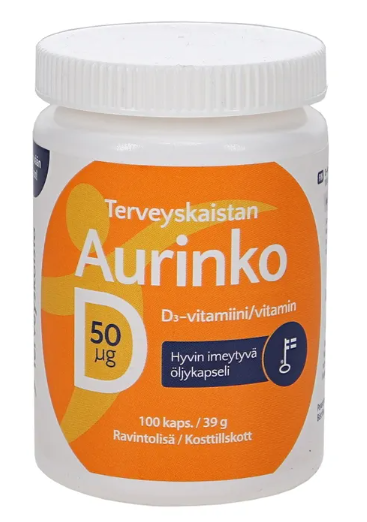 Terveyskaistan
Aurinko
D
50
µg
D₃-vitamiini/vitamin
Hyvin imeytyvä
öljykapseli
100 kaps. / 39 g
Ravintolisä / Kosttillskott